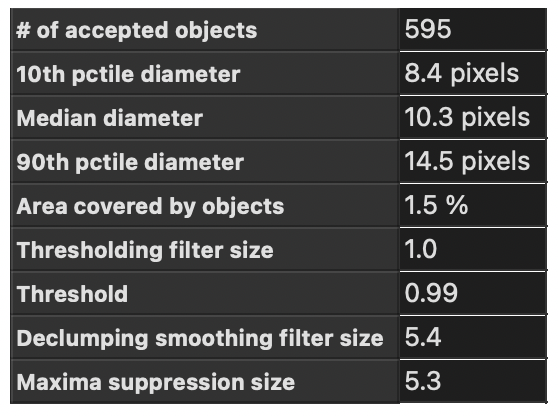 # of accepted objects 595
10th pctile diameter 8.4 pixels
Median diameter 10.3 pixels
90th pctile diameter 14.5 pixels
Area covered by objects 1.5 %
Thresholding filter size 1.0
Threshold 0.99
Declumping smoothing filter size 5.4
Maxima suppression size 5.3